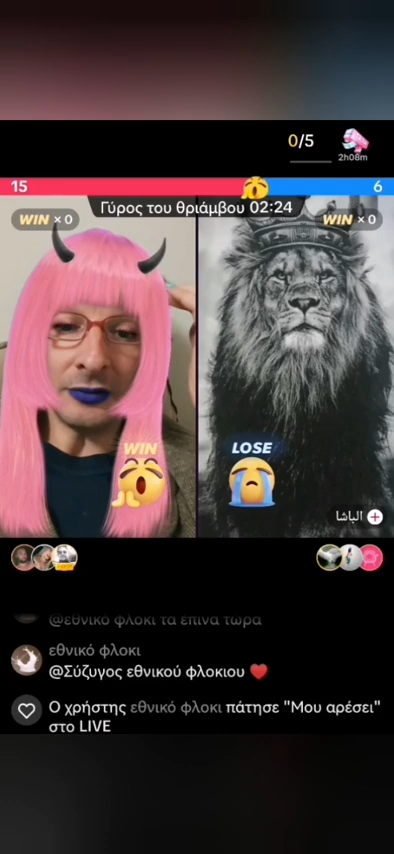 0/5
2h08m
15
6
Γύρος του θριάμβου 02:24
WIN × 0
WIN × 0
WIN
LOSE
الباشا
@εθνικό φλοκι τα επινα τωρα
εθνικό φλοκι
@Σύζυγος εθνικού φλοκιου ❤️
Ο χρήστης εθνικό φλοκι πάτησε "Μου αρέσει"
στο LIVE